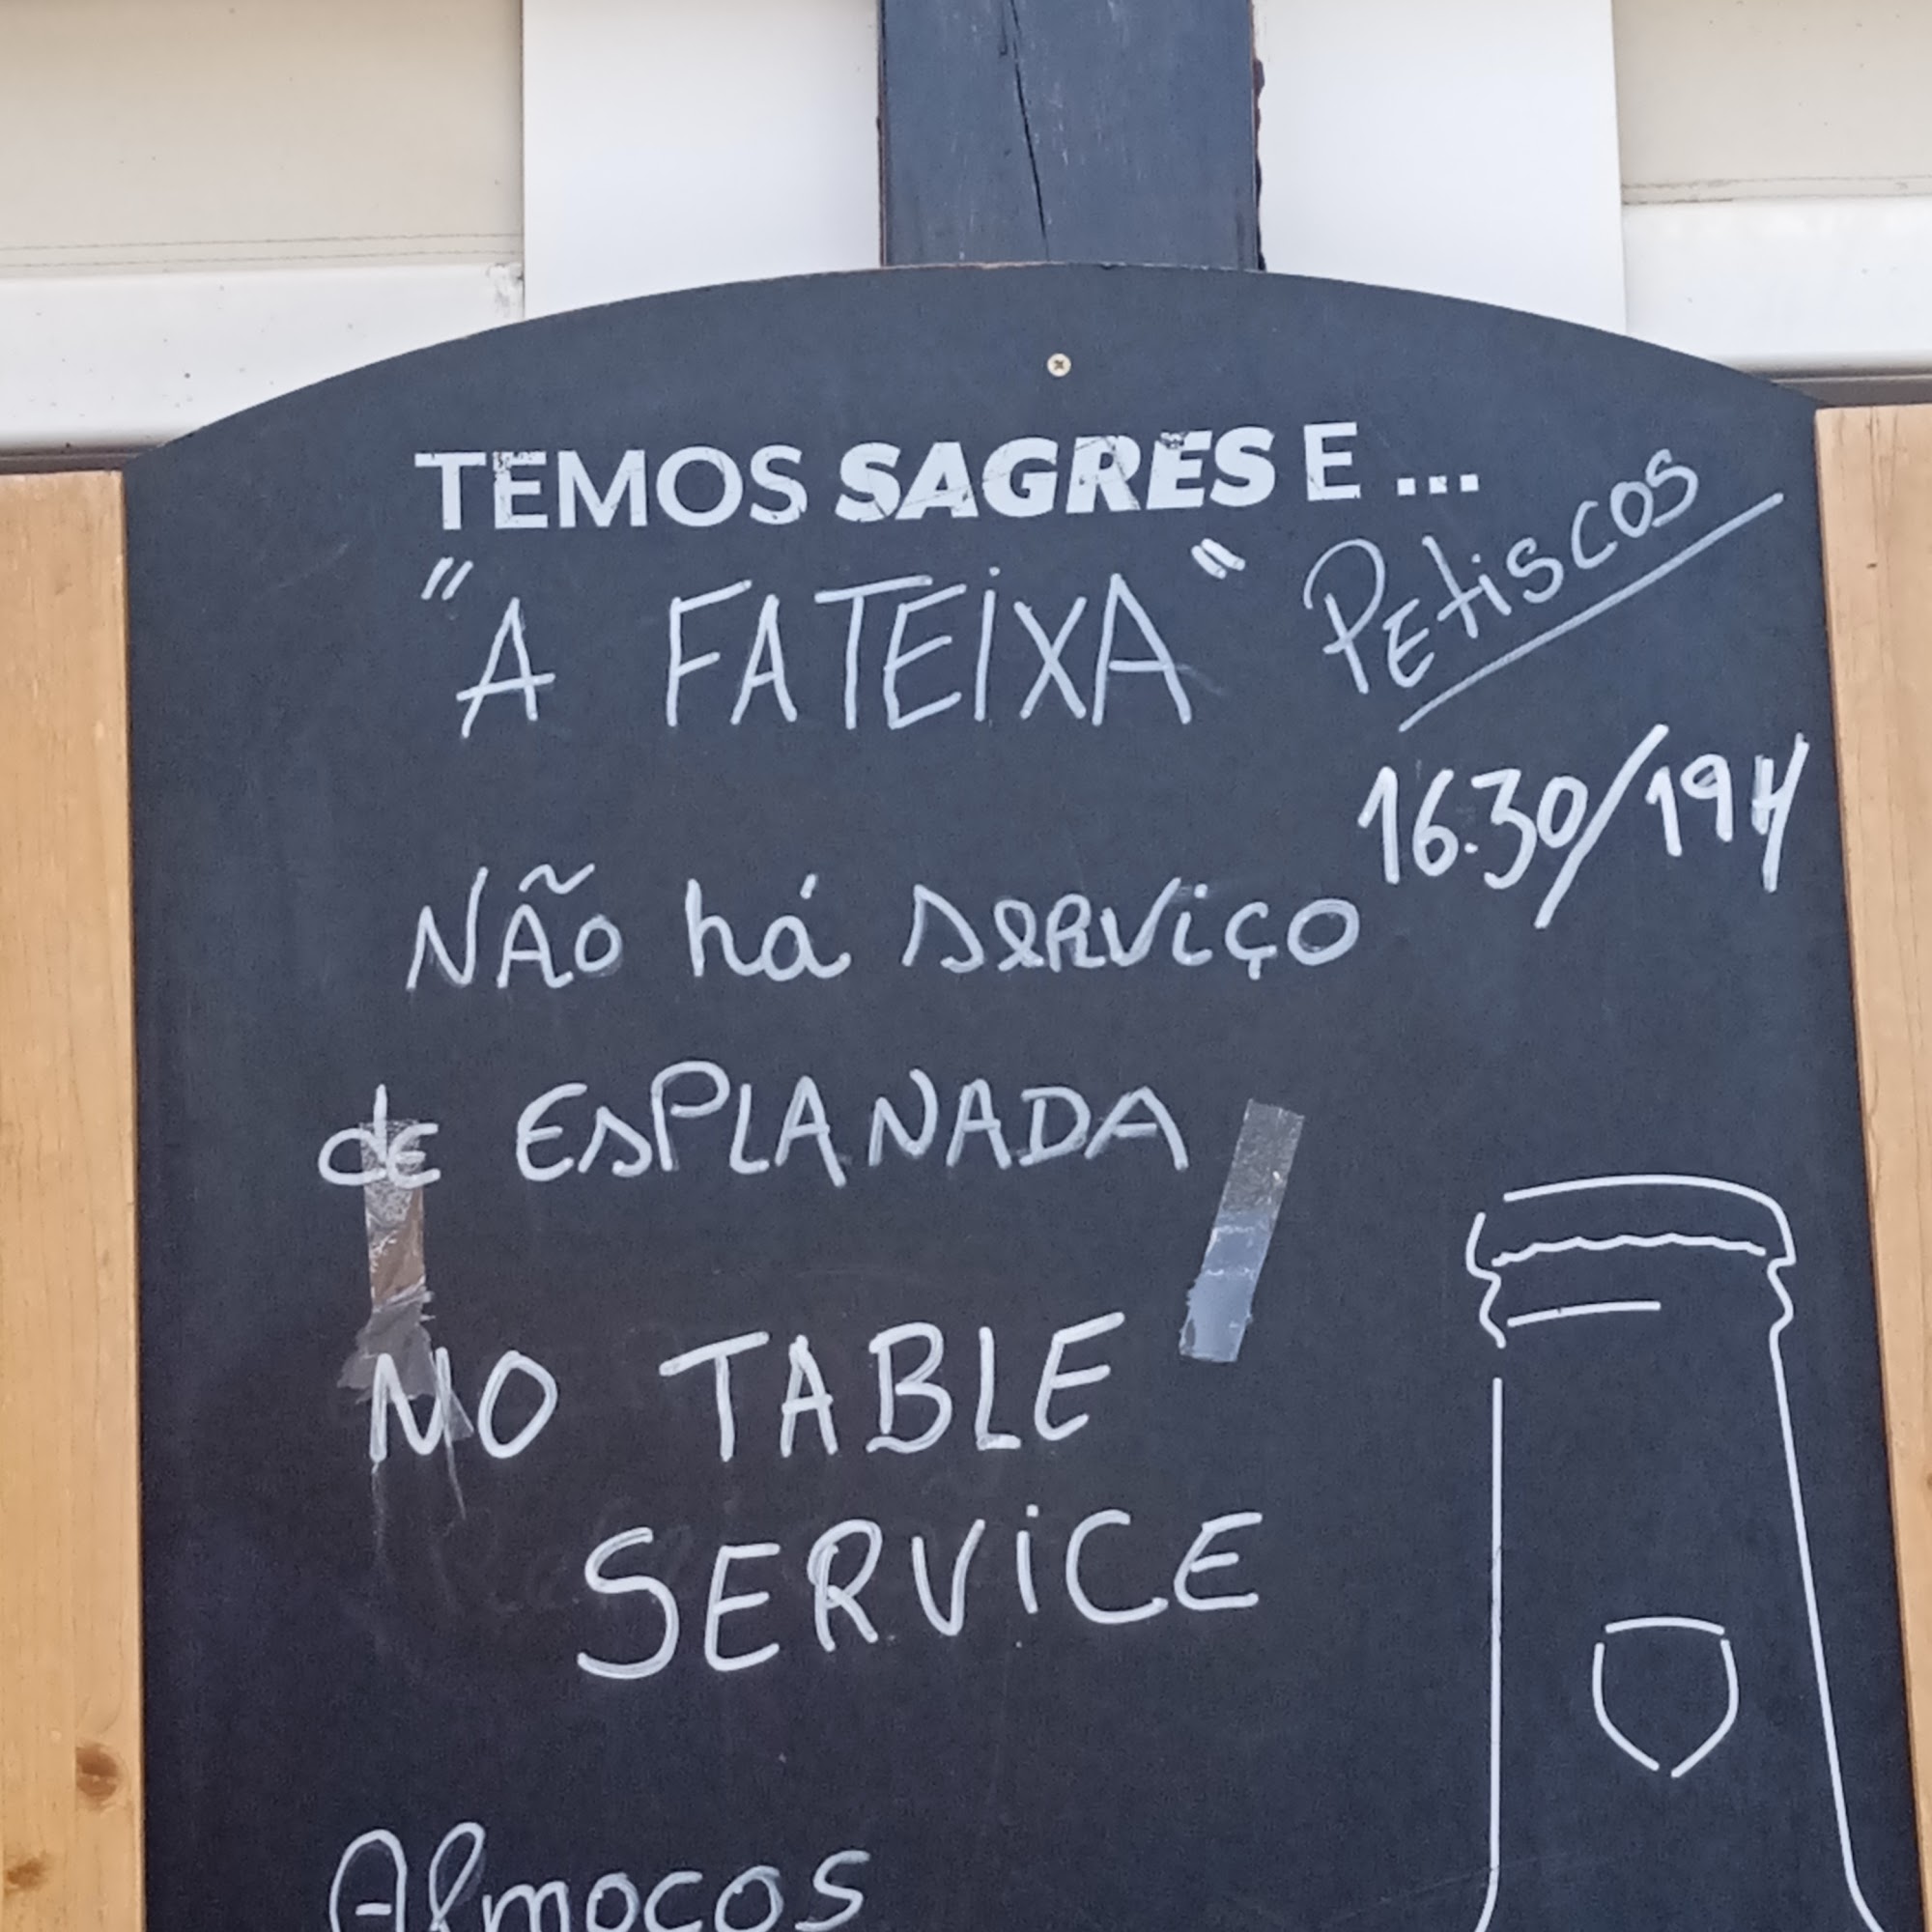 TEMOS SAGRES E ...
"A FATEiXA"
PEtiscos
16.30/19H
NÃO há SERViÇO
de ESPLANADA
NO TABLE
SERViCE
Almoços